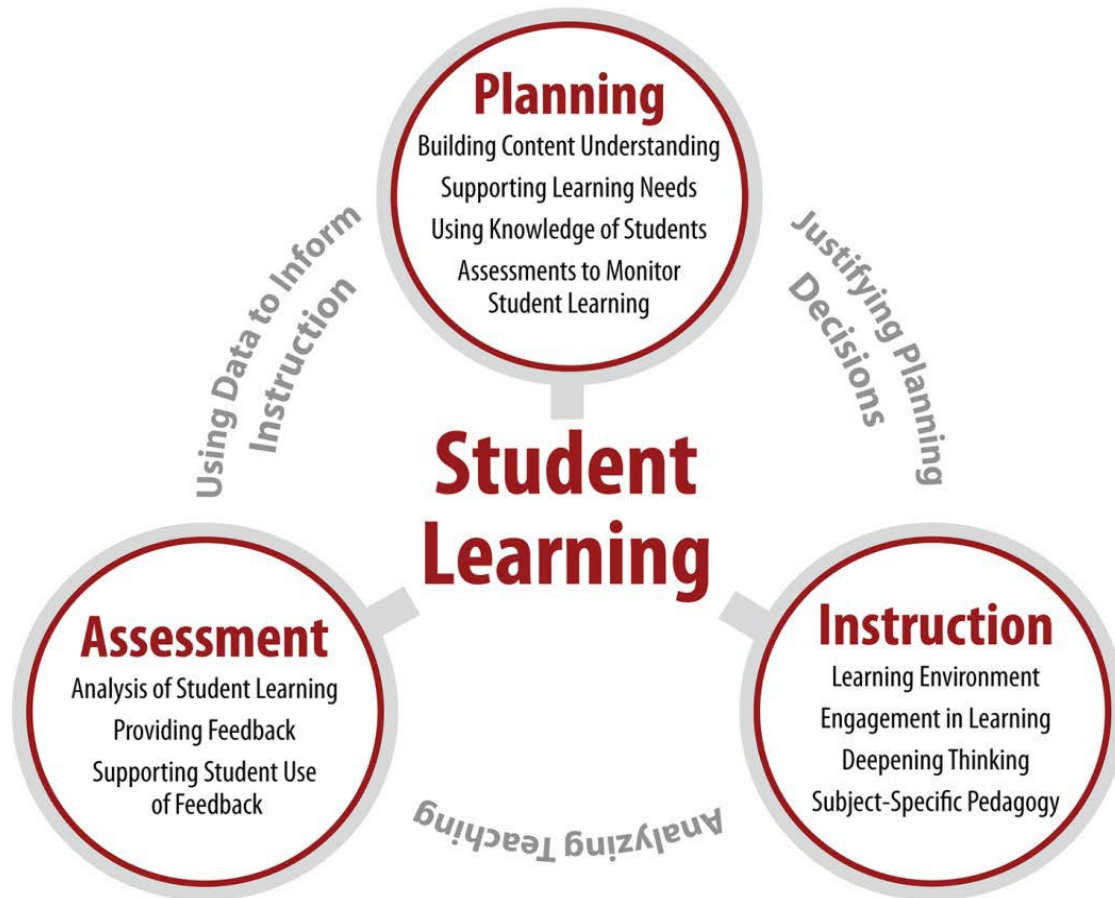 Planning
Building Content Understanding
Supporting Learning Needs
Using Knowledge of Students
Assessments to Monitor
Student Learning
Using Data to Inform
Instruction
Justifying Planning
Decisions
Student
Learning
Assessment
Analysis of Student Learning
Providing Feedback
Supporting Student Use
of Feedback
Instruction
Learning Environment
Engagement in Learning
Deepening Thinking
Subject-Specific Pedagogy
Analyzing Teaching